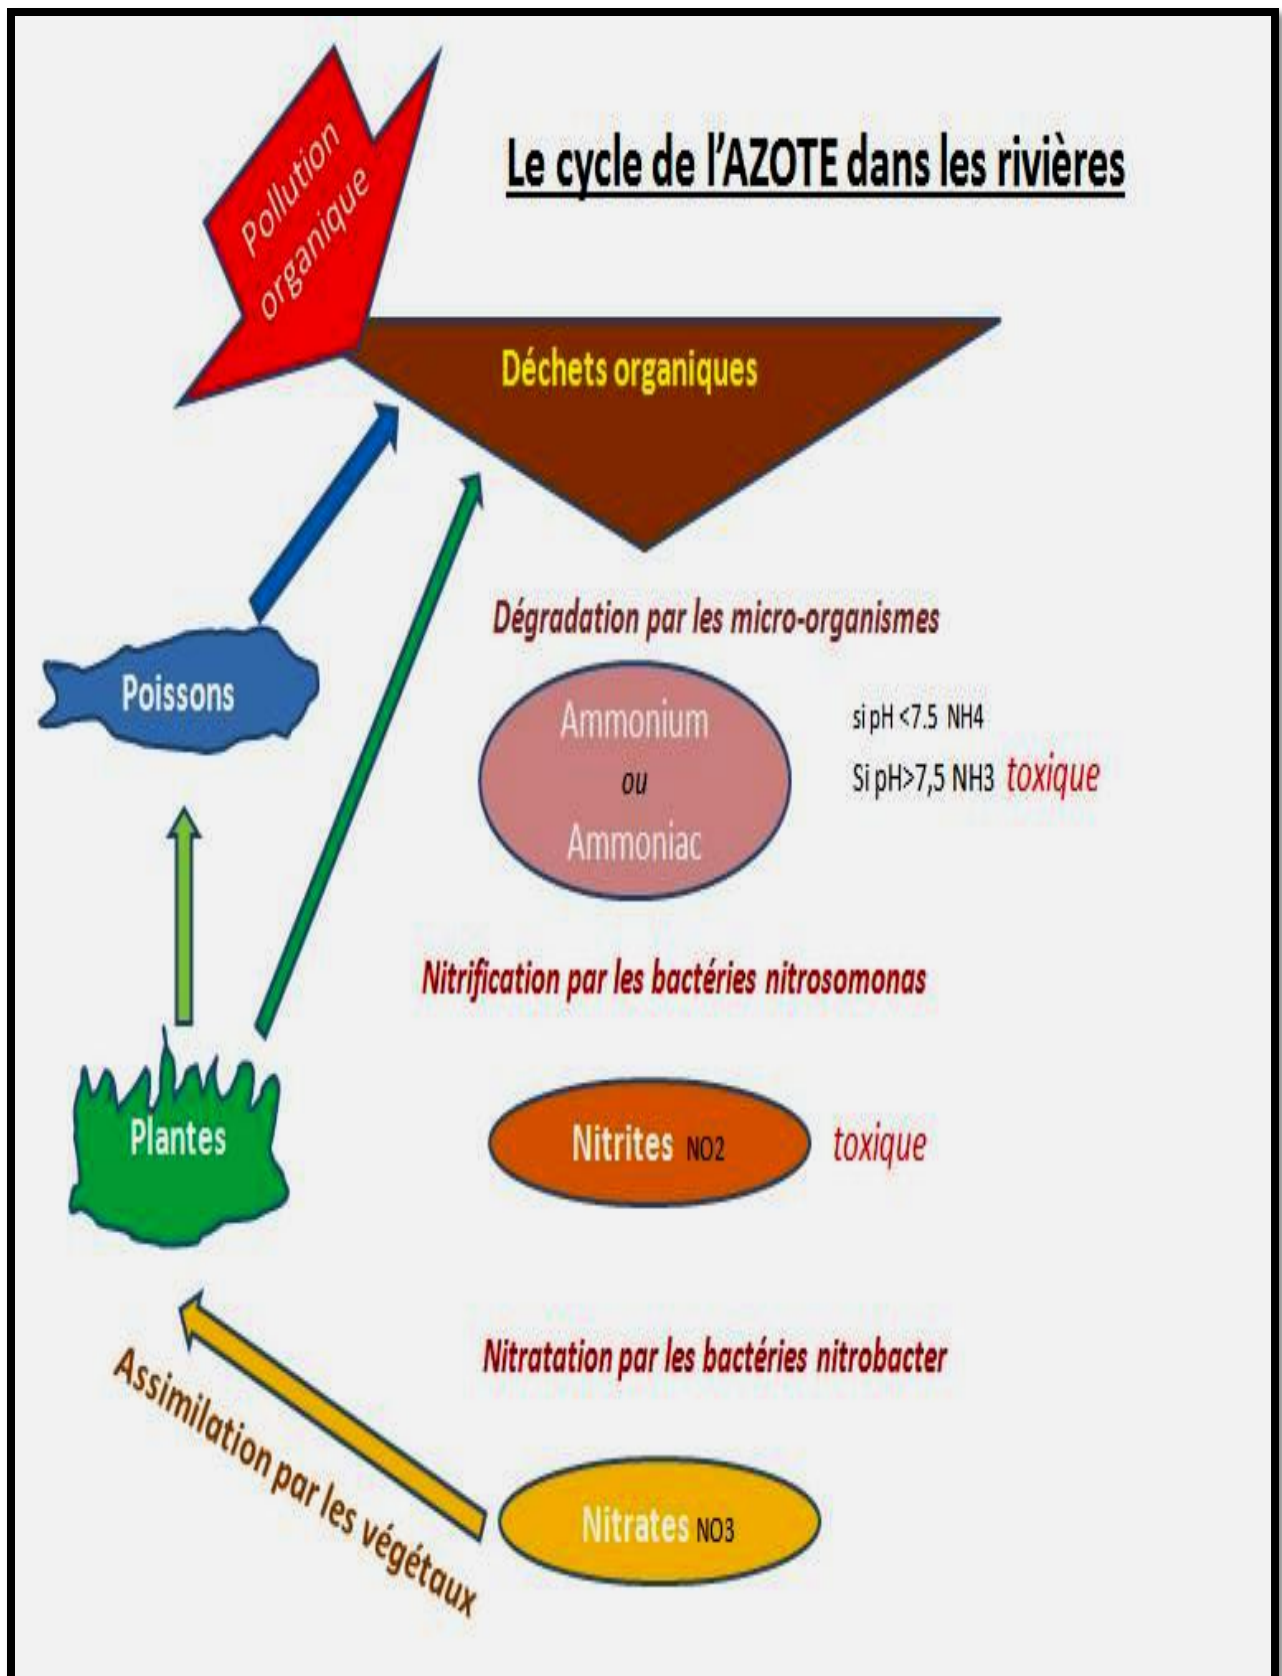 Le cycle de l'AZOTE dans les rivières
Pollution
organique
Déchets organiques
Dégradation par les micro-organismes
Poissons
Ammonium
ou
Ammoniac
si pH <7.5 NH4
Si pH>7,5 NH3 toxique
Nitrification par les bactéries nitrosomonas
Plantes
Nitrites NO2
toxique
Nitratation par les bactéries nitrobacter
Assimilation par les végétaux
Nitrates NO3